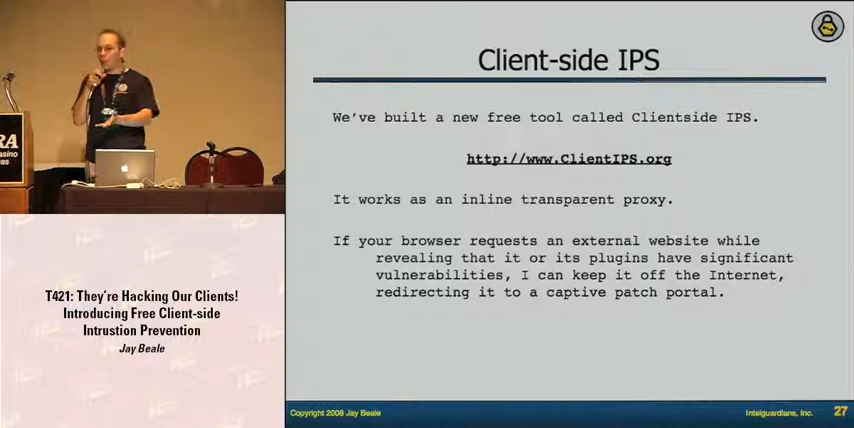 RA
asino
as
T421: They're Hacking Our Clients!
Introducing Free Client-side
Intrustion Prevention
Jay Beale
Client-side IPS
We've built a new free tool called Clientside IPS.
http://www.ClientIPS.org
It works as an inline transparent proxy.
If your browser requests an external website while
revealing that it or its plugins have significant
vulnerabilities, I can keep it off the Internet,
redirecting it to a captive patch portal.
Copyright 2008 Jay Beale
Intelguardians, Inc. 27